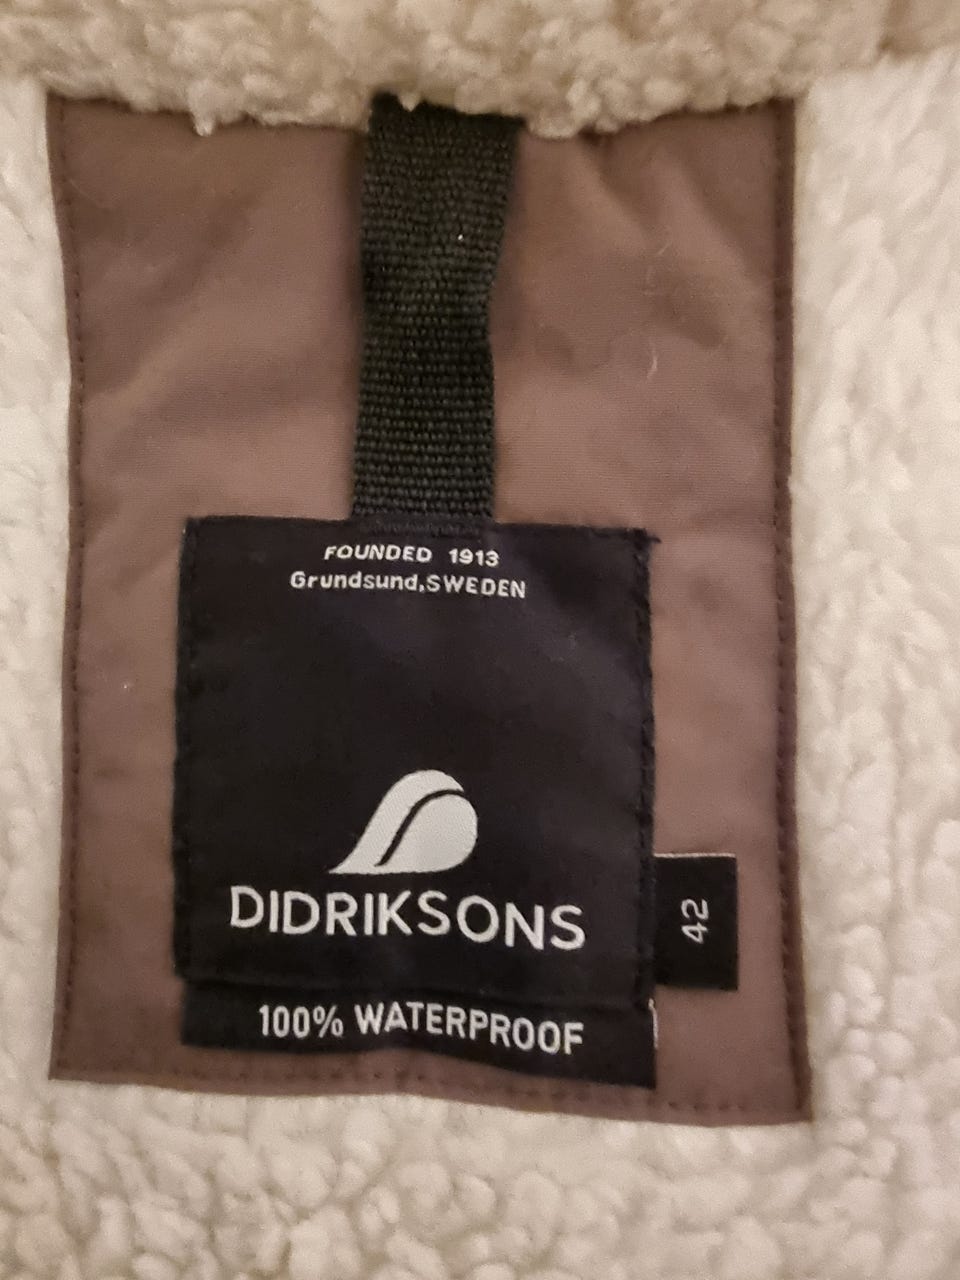 FOUNDED 1913
Grundsund,SWEDEN
DIDRIKSONS
42
100% WATERPROOF